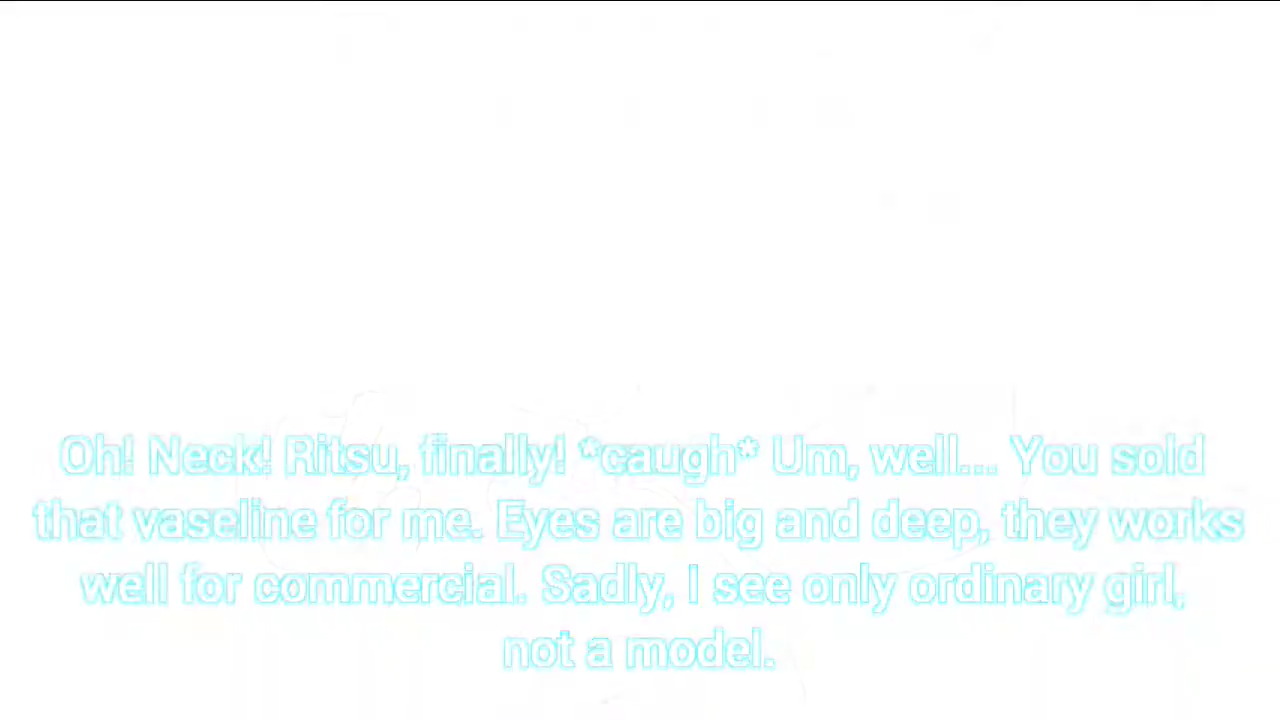 Oh! Neck! Ritsu, finally! *caugh* Um, well... You sold
that vaseline for me. Eyes are big and deep, they works
well for commercial. Sadly, I see only ordinary girl,
not a model.